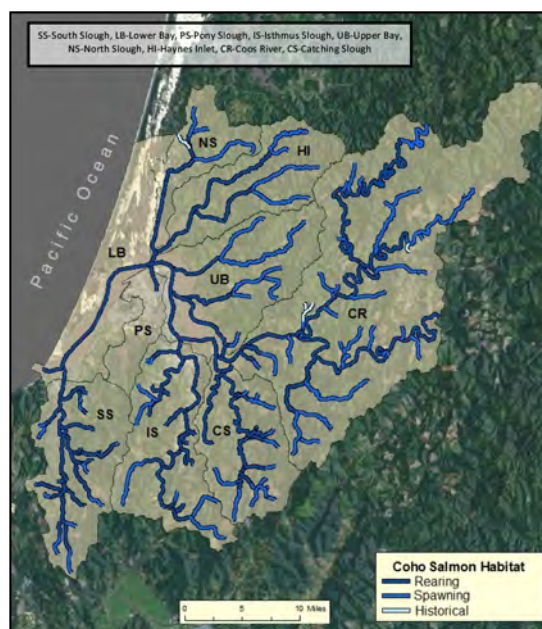 SS-South Slough, LB-Lower Bay, PS-Pony Slough, IS-Isthmus Slough, UB-Upper Bay,
NS-North Slough, HI-Haynes Inlet, CR-Coos River, CS-Catching Slough
NS
HI
Pacific Ocean
LB
UB
PS
CR
SS
IS
CS
Coho Salmon Habitat
Rearing
Spawning
Historical
0 5 10 Miles